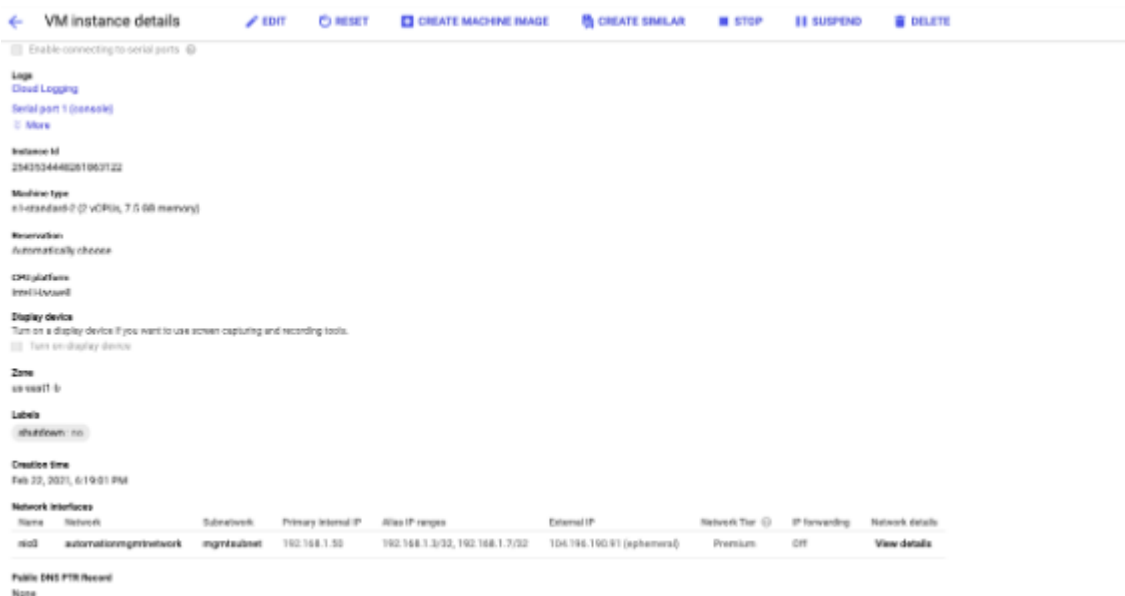 VM instance details EDIT RESET CREATE MACHINE IMAGE CREATE SIMILAR STOP SUSPEND DELETE
Enable connecting to serial ports
Logs
Cloud Logging
Serial port 1 (console)
More
Instance Id
Machine type
n1-standard-2 (2 vCPUs, 7.5 GB memory)
Reservation
Automatically choose
CPU platform
Intel Haswell
Display device
Turn on a display device if you want to use screen capturing and recording tools.
Turn on display device
Zone
us-east1-b
Labels
shutdown : no
Creation time
Feb 22, 2021, 6:19:01 PM
Network interfaces
Name Network Subnetwork Primary internal IP Alias IP ranges External IP Network Tier IP forwarding Network details
automationmgmtnetwork mgmtsubnet 192.168.1.50 192.168.1.3/32, 192.168.1.7/32 104.196.190.91 (ephemeral) Premium Off View details
Public DNS PTR Record
None